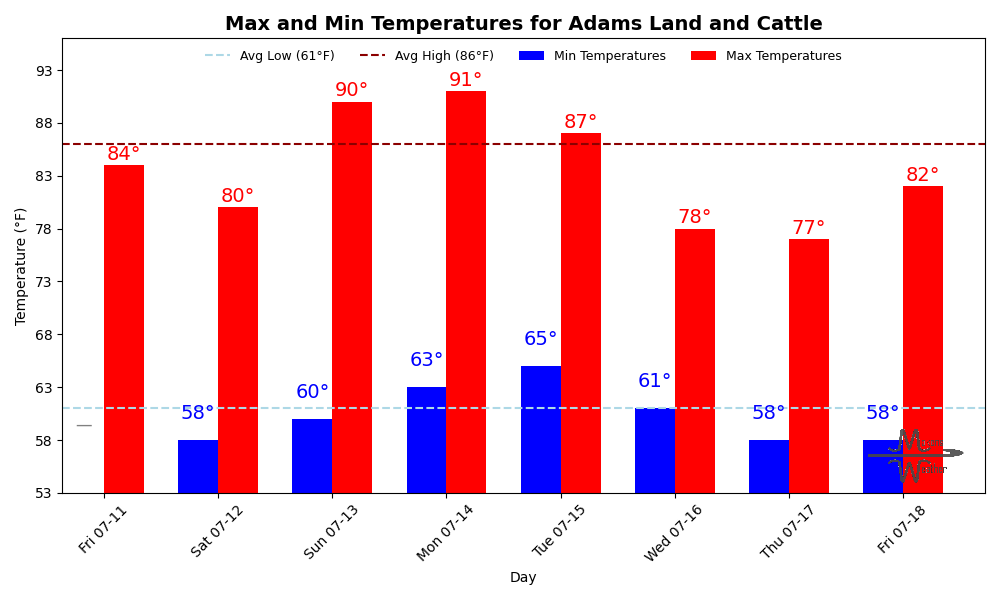 Max and Min Temperatures for Adams Land and Cattle
Avg Low (61°F) Avg High (86°F) Min Temperatures Max Temperatures
93
88
83
78
73
68
63
58
53
Temperature (°F)
84°
80°
90°
91°
87°
78°
77°
82°
58°
60°
63°
65°
61°
58°
58°
—
Fri 07-11
Sat 07-12
Sun 07-13
Mon 07-14
Tue 07-15
Wed 07-16
Thu 07-17
Fri 07-18
Day